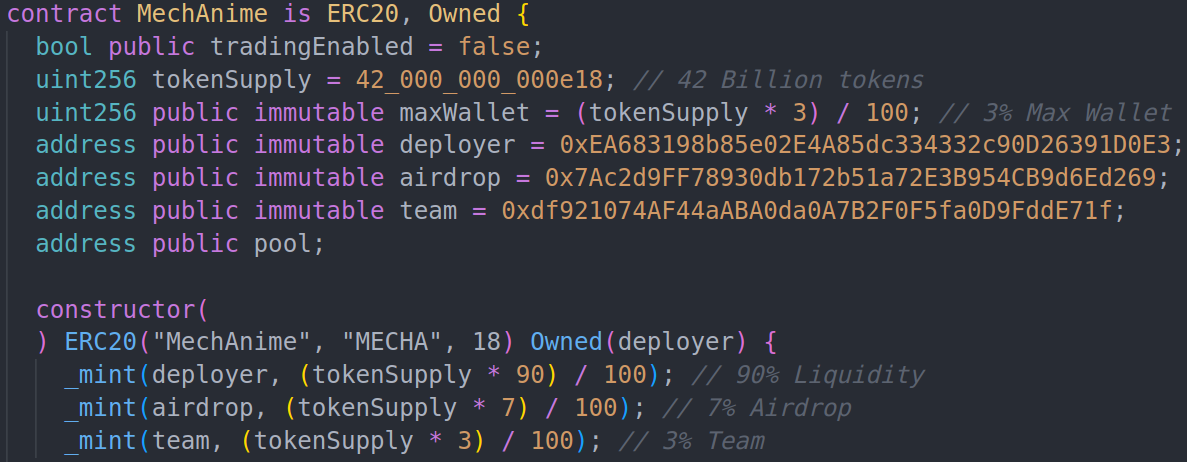 contract MechAnime is ERC20, Owned {
bool public tradingEnabled = false;
uint256 tokenSupply = 42_000_000_000e18; // 42 Billion tokens
uint256 public immutable maxWallet = (tokenSupply * 3) / 100; // 3% Max Wallet
address public immutable deployer = 0xEA683198b85e02E4A85dc334332c90D26391D0E3;
address public immutable airdrop = 0x7Ac2d9FF78930db172b51a72E3B954CB9d6Ed269;
address public immutable team = 0xdf921074AF44aABA0da0A7B2F0F5fa0D9FddE71f;
address public pool;
constructor(
) ERC20("MechAnime", "MECHA", 18) Owned(deployer) {
_mint(deployer, (tokenSupply * 90) / 100); // 90% Liquidity
_mint(airdrop, (tokenSupply * 7) / 100); // 7% Airdrop
_mint(team, (tokenSupply * 3) / 100); // 3% Team